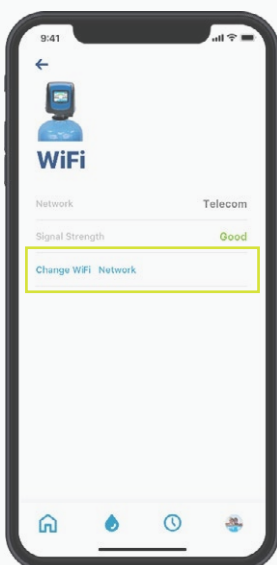 9:41
WiFi
Network Telecom
Signal Strength Good
Change WiFi Network